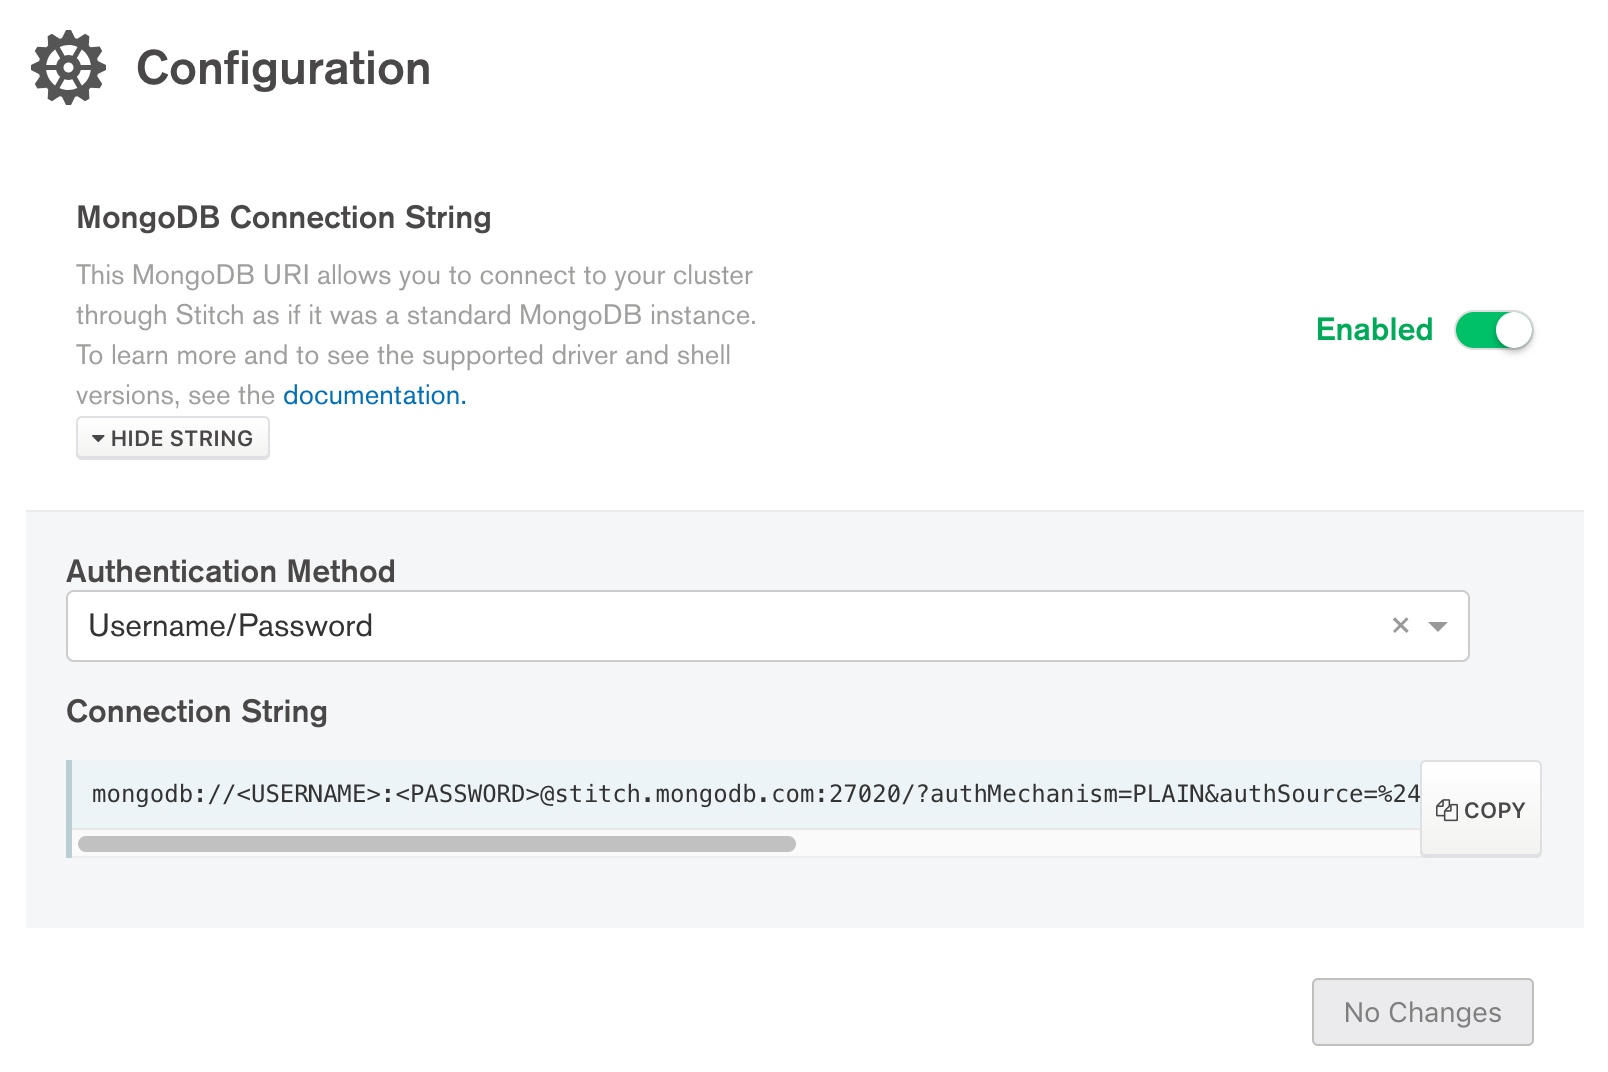 Configuration
MongoDB Connection String
This MongoDB URI allows you to connect to your cluster
through Stitch as if it was a standard MongoDB instance.
To learn more and to see the supported driver and shell
versions, see the documentation.
Enabled
HIDE STRING
Authentication Method
Username/Password
Connection String
mongodb://<USERNAME>:<PASSWORD>@stitch.mongodb.com:27020/?authMechanism=PLAIN&authSource=%24
COPY
No Changes